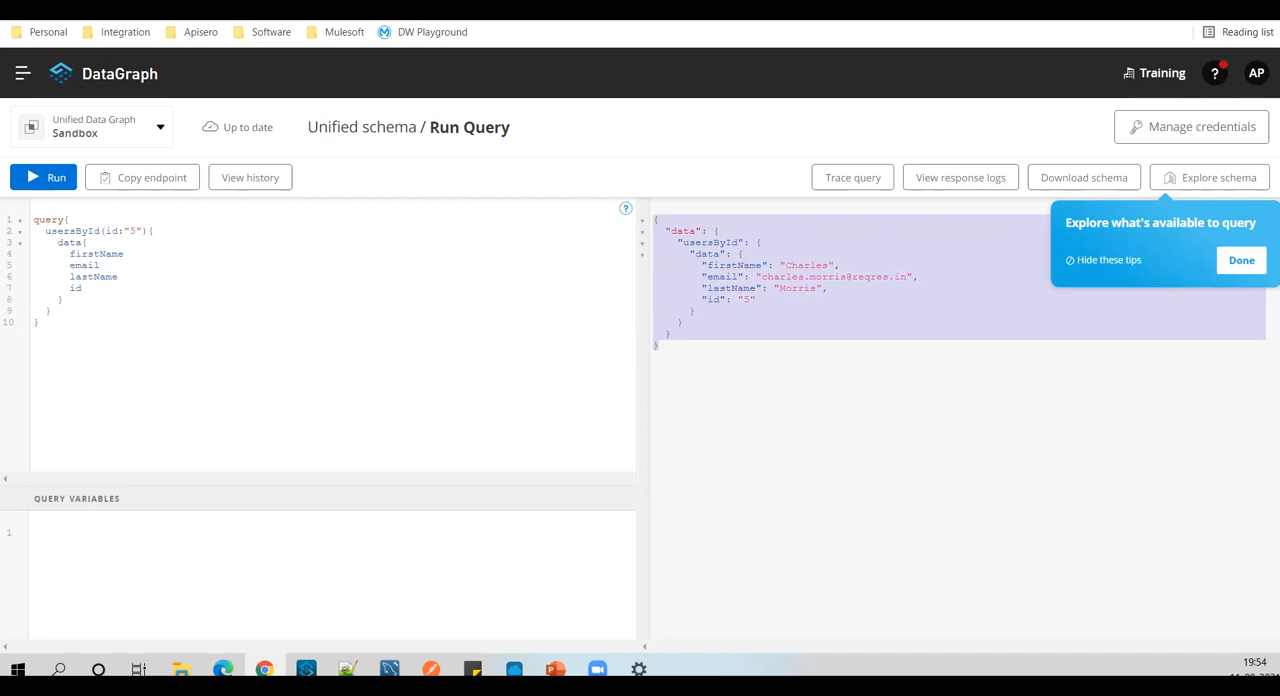 Personal Integration Apisero Software Mulesoft DW Playground Reading list
DataGraph Training ? AP
Unified Data Graph
Sandbox
Up to date
Unified schema / Run Query
Manage credentials
Run Copy endpoint View history Trace query View response logs Download schema Explore schema
?
Explore what's available to query
Hide these tips
Done
1 query{
2 usersById(id:"5"){
3 data{
4 firstName
5 email
6 lastName
7 id
8 }
9 }
10 }
{
"data": {
"usersById": {
"data": {
"firstName": "Charles",
"email": "charles.morris@reqres.in",
"lastName": "Morris",
"id": "5"
}
}
}
}
QUERY VARIABLES
1
19:54